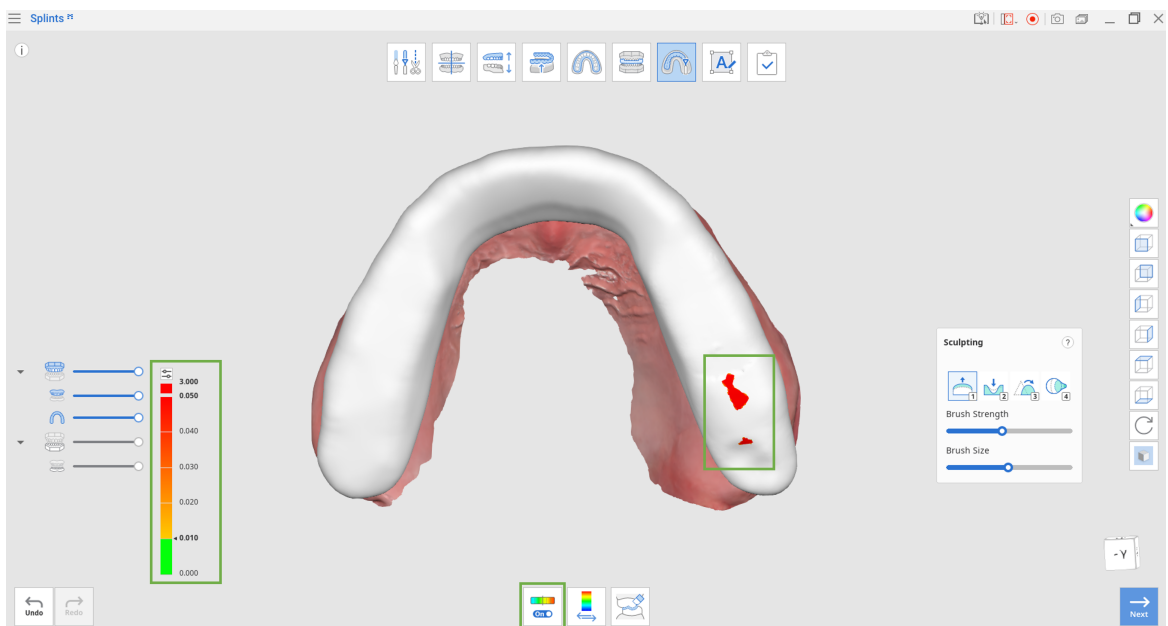 Splints
i
A
3.000
0.050
0.040
0.030
0.020
0.010
0.000
Sculpting ?
1 2 3 4
Brush Strength
Brush Size
- Y
Undo Redo
On
Next